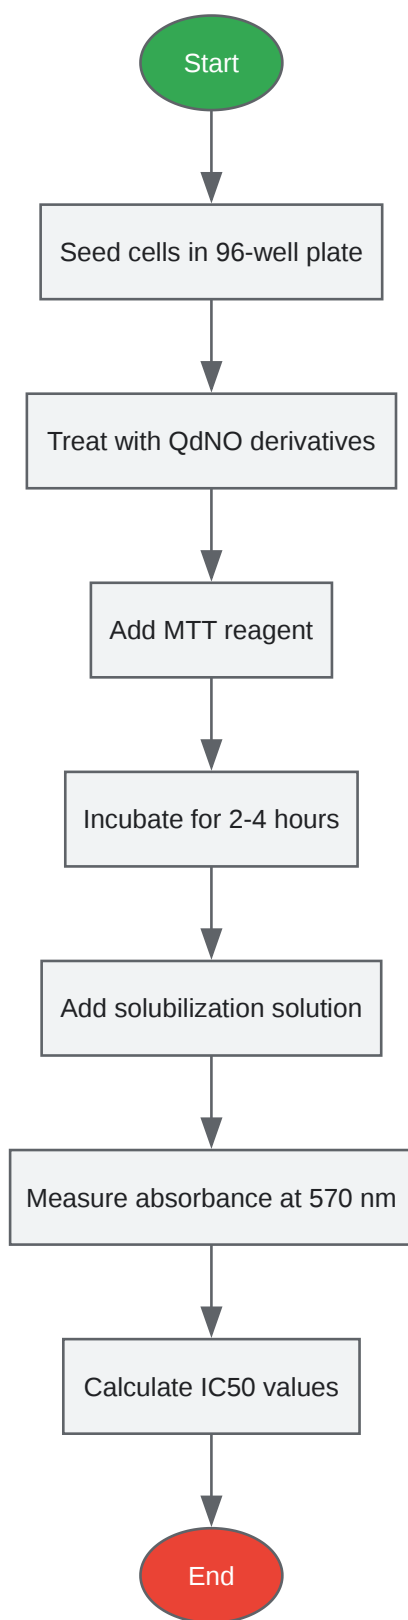 Start
Seed cells in 96-well plate
Treat with QdNO derivatives
Add MTT reagent
Incubate for 2-4 hours
Add solubilization solution
Measure absorbance at 570 nm
Calculate IC50 values
End